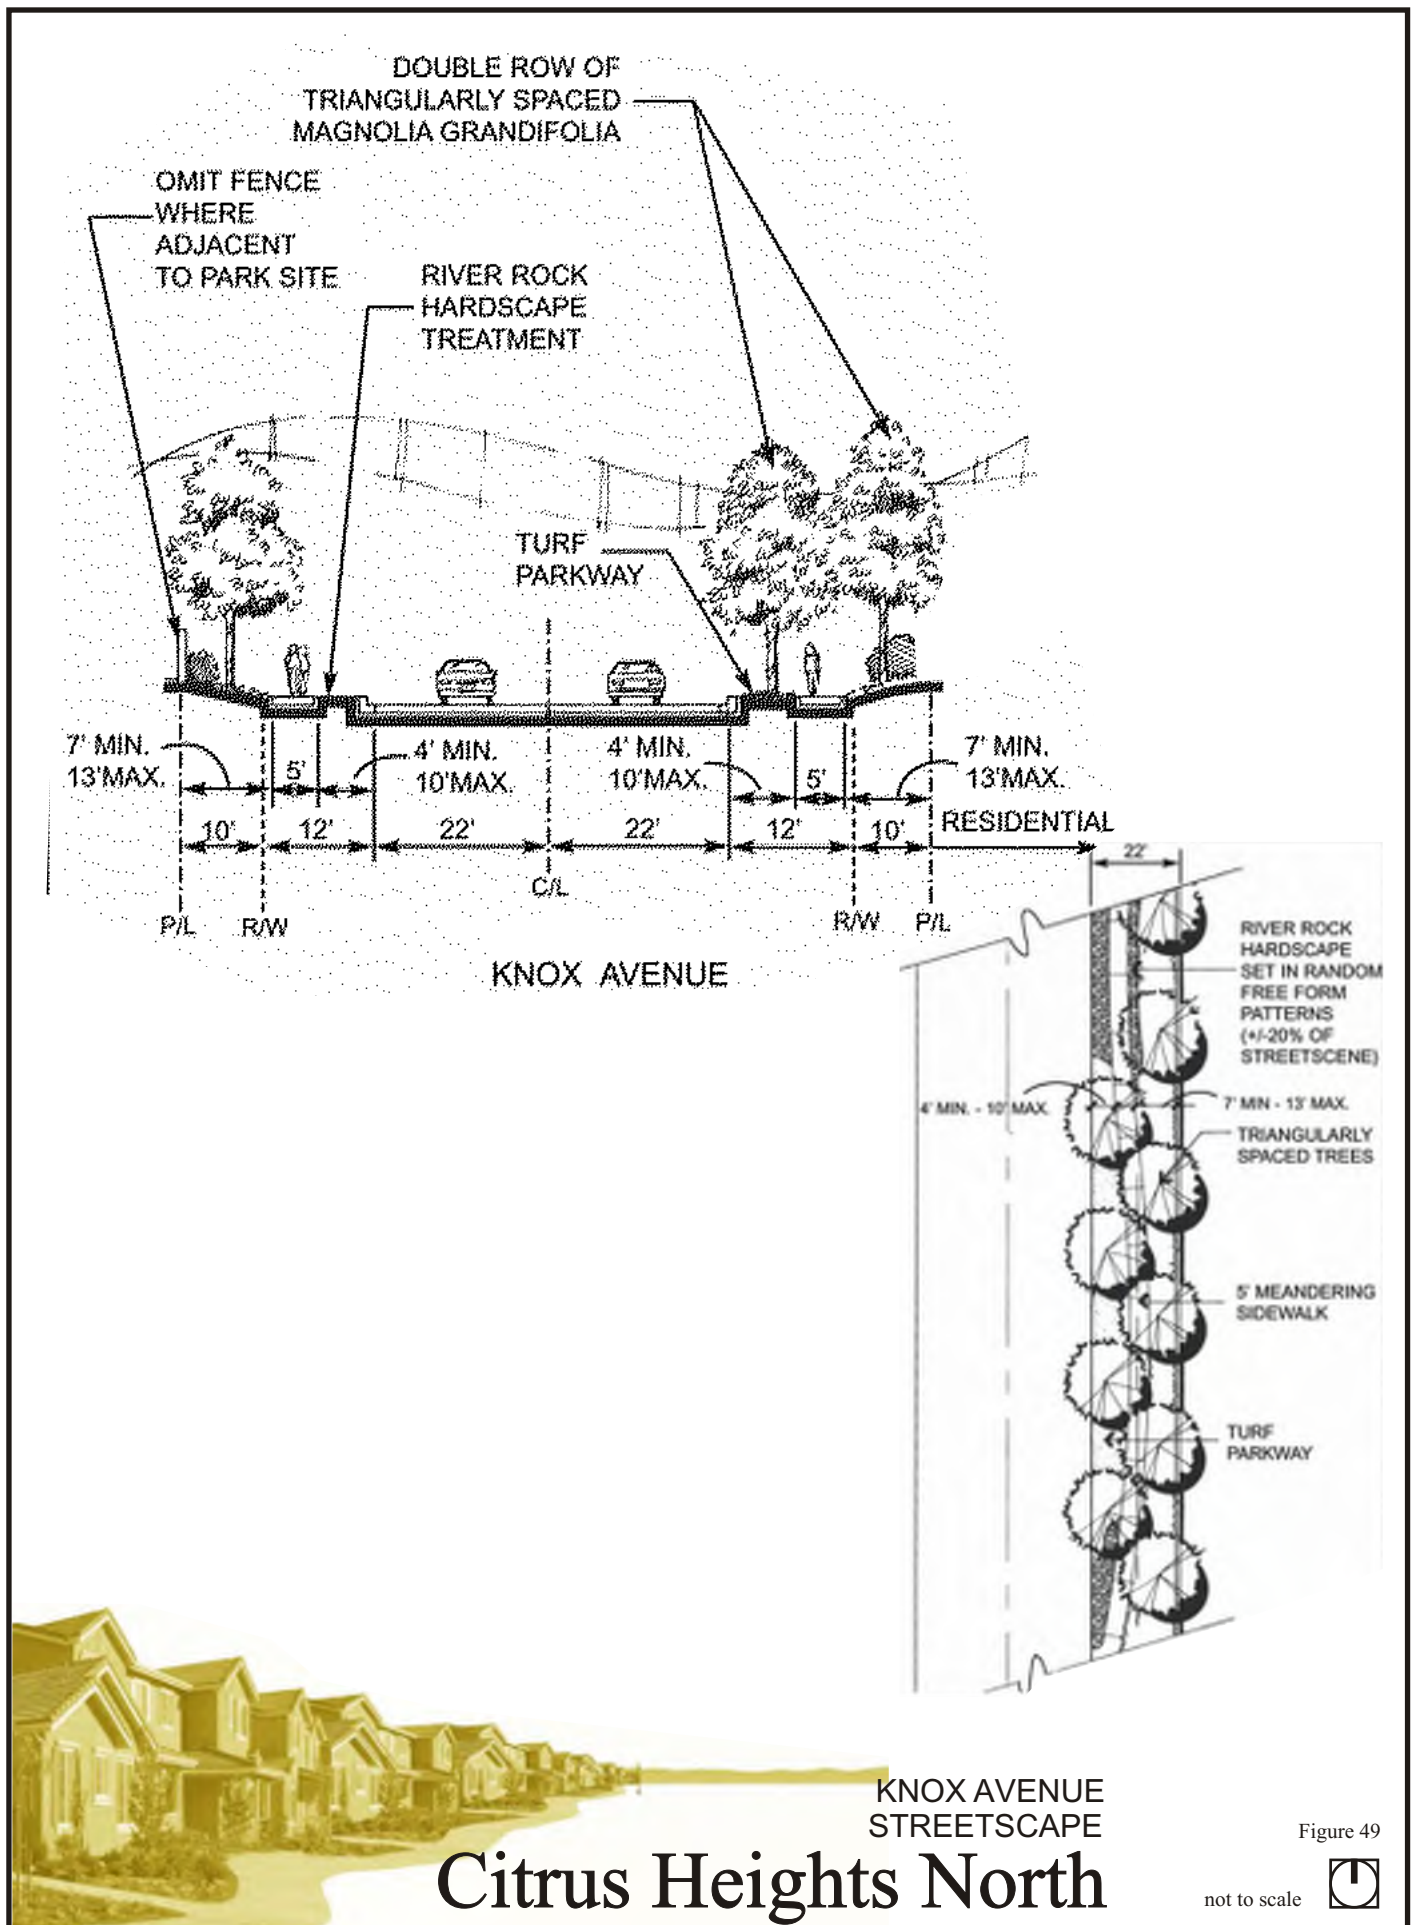 DOUBLE ROW OF
TRIANGULARLY SPACED
MAGNOLIA GRANDIFOLIA
OMIT FENCE
WHERE
ADJACENT
TO PARK SITE
RIVER ROCK
HARDSCAPE
TREATMENT
TURF
PARKWAY
7' MIN.
13'MAX.
5'
4' MIN.
10'MAX.
4' MIN.
10'MAX.
5'
7' MIN.
13'MAX.
10'
12'
22'
22'
12'
10'
RESIDENTIAL
C/L
P/L
R/W
R/W
P/L
KNOX AVENUE
22'
RIVER ROCK
HARDSCAPE
SET IN RANDOM
FREE FORM
PATTERNS
(+/-20% OF
STREETSCENE)
4' MIN. - 10' MAX.
7' MIN - 13' MAX.
TRIANGULARLY
SPACED TREES
5' MEANDERING
SIDEWALK
TURF
PARKWAY
KNOX AVENUE
STREETSCAPE
Citrus Heights North
Figure 49
not to scale